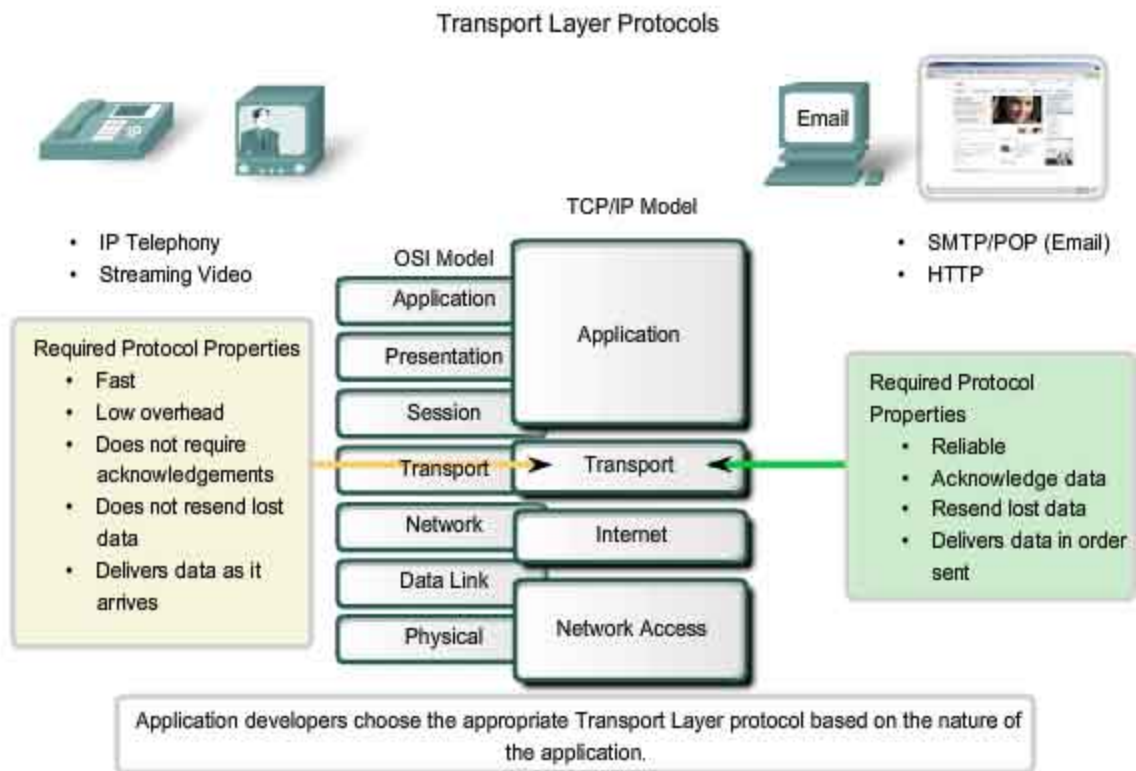 Transport Layer Protocols
IP
Email
• IP Telephony
• Streaming Video
• SMTP/POP (Email)
• HTTP
Required Protocol Properties
• Fast
• Low overhead
• Does not require
acknowledgements
• Does not resend lost
data
• Delivers data as it
arrives
OSI Model
Application
Presentation
Session
Transport
Network
Data Link
Physical
TCP/IP Model
Application
Transport
Internet
Network Access
Required Protocol
Properties
• Reliable
• Acknowledge data
• Resend lost data
• Delivers data in order
sent
Application developers choose the appropriate Transport Layer protocol based on the nature of
the application.